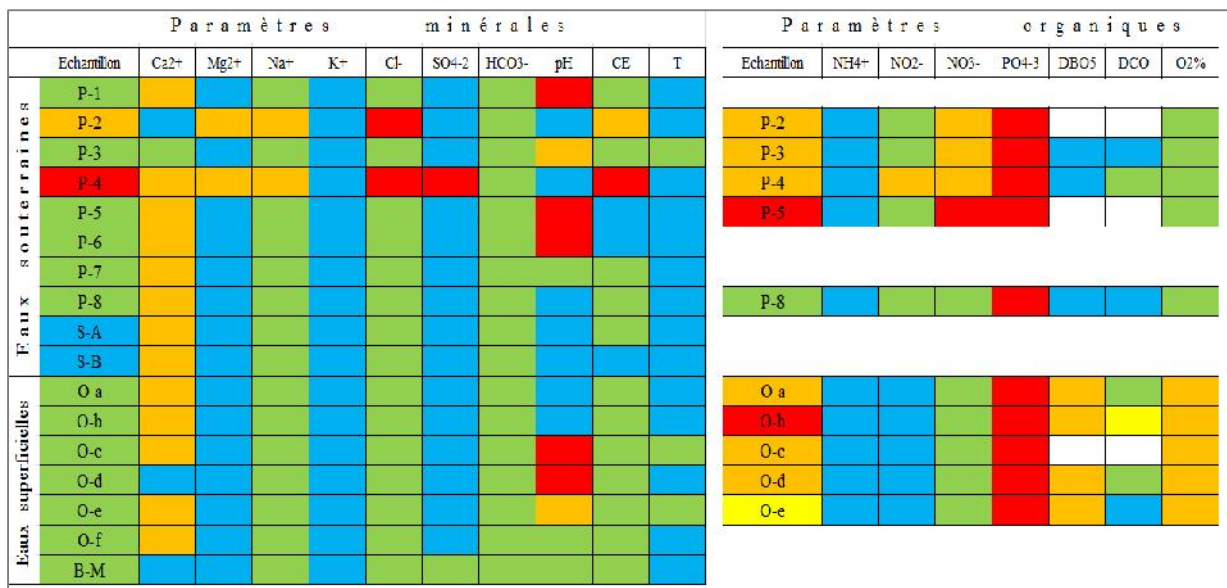 Paramètres minérales
Paramètres organiques
Echantillon Ca2+ Mg2+ Na+ K+ Cl- SO4-2 HCO3- pH CE T
Echantillon NH4+ NO2- NO3- PO4-3 DBO5 DCO O2%
Eaux souterraines
P-1
P-2 P-2
P-3 P-3
P-4 P-4
P-5 P-5
P-6
P-7
P-8 P-8
S-A
S-B
Eaux superficielles
O a O a
O-b O-b
O-c O-c
O-d O-d
O-e O-e
O-f
B-M